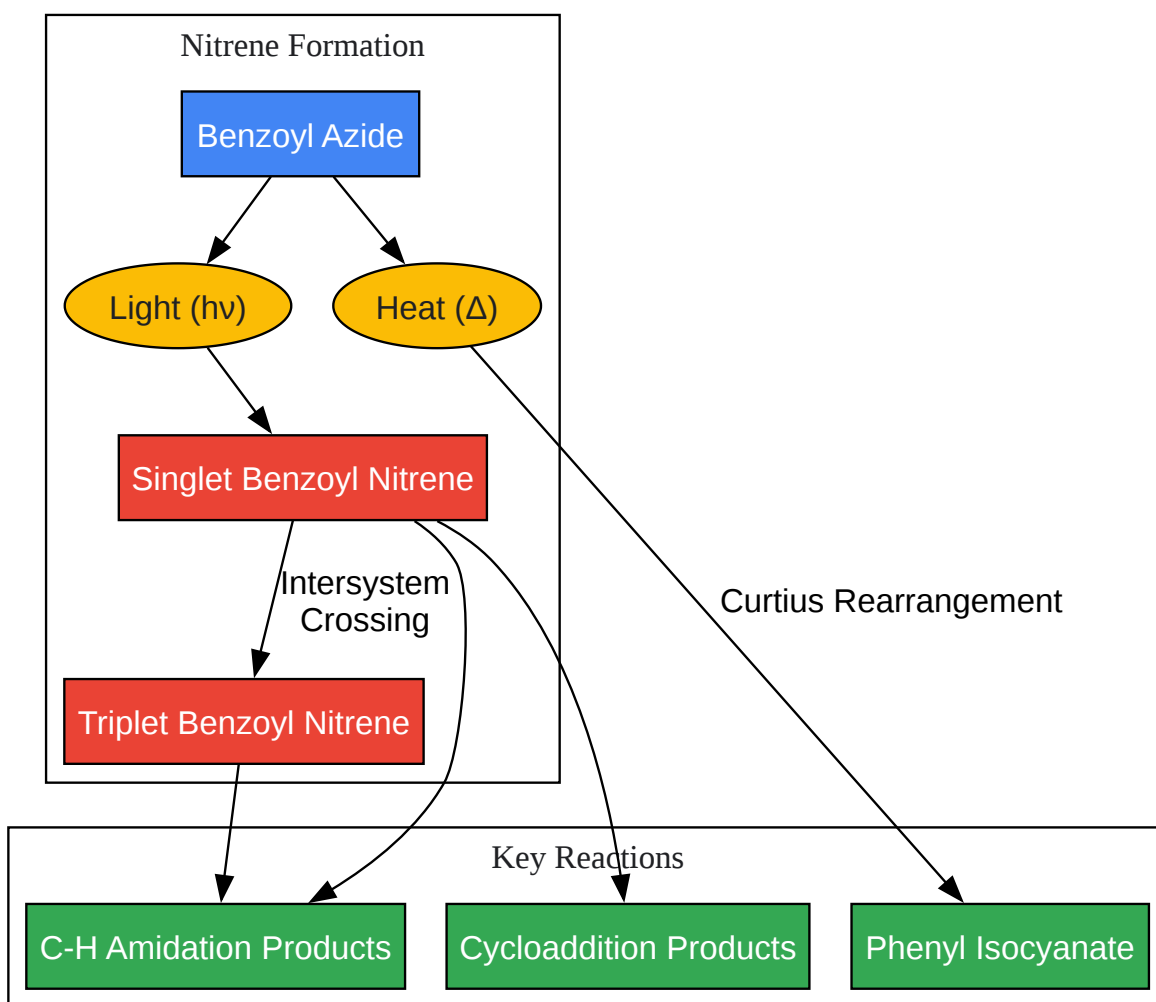 Nitrene Formation
Benzoyl Azide
Light (hν)
Heat (Δ)
Singlet Benzoyl Nitrene
Intersystem
Crossing
Curtius Rearrangement
Triplet Benzoyl Nitrene
Key Reactions
C-H Amidation Products
Cycloaddition Products
Phenyl Isocyanate